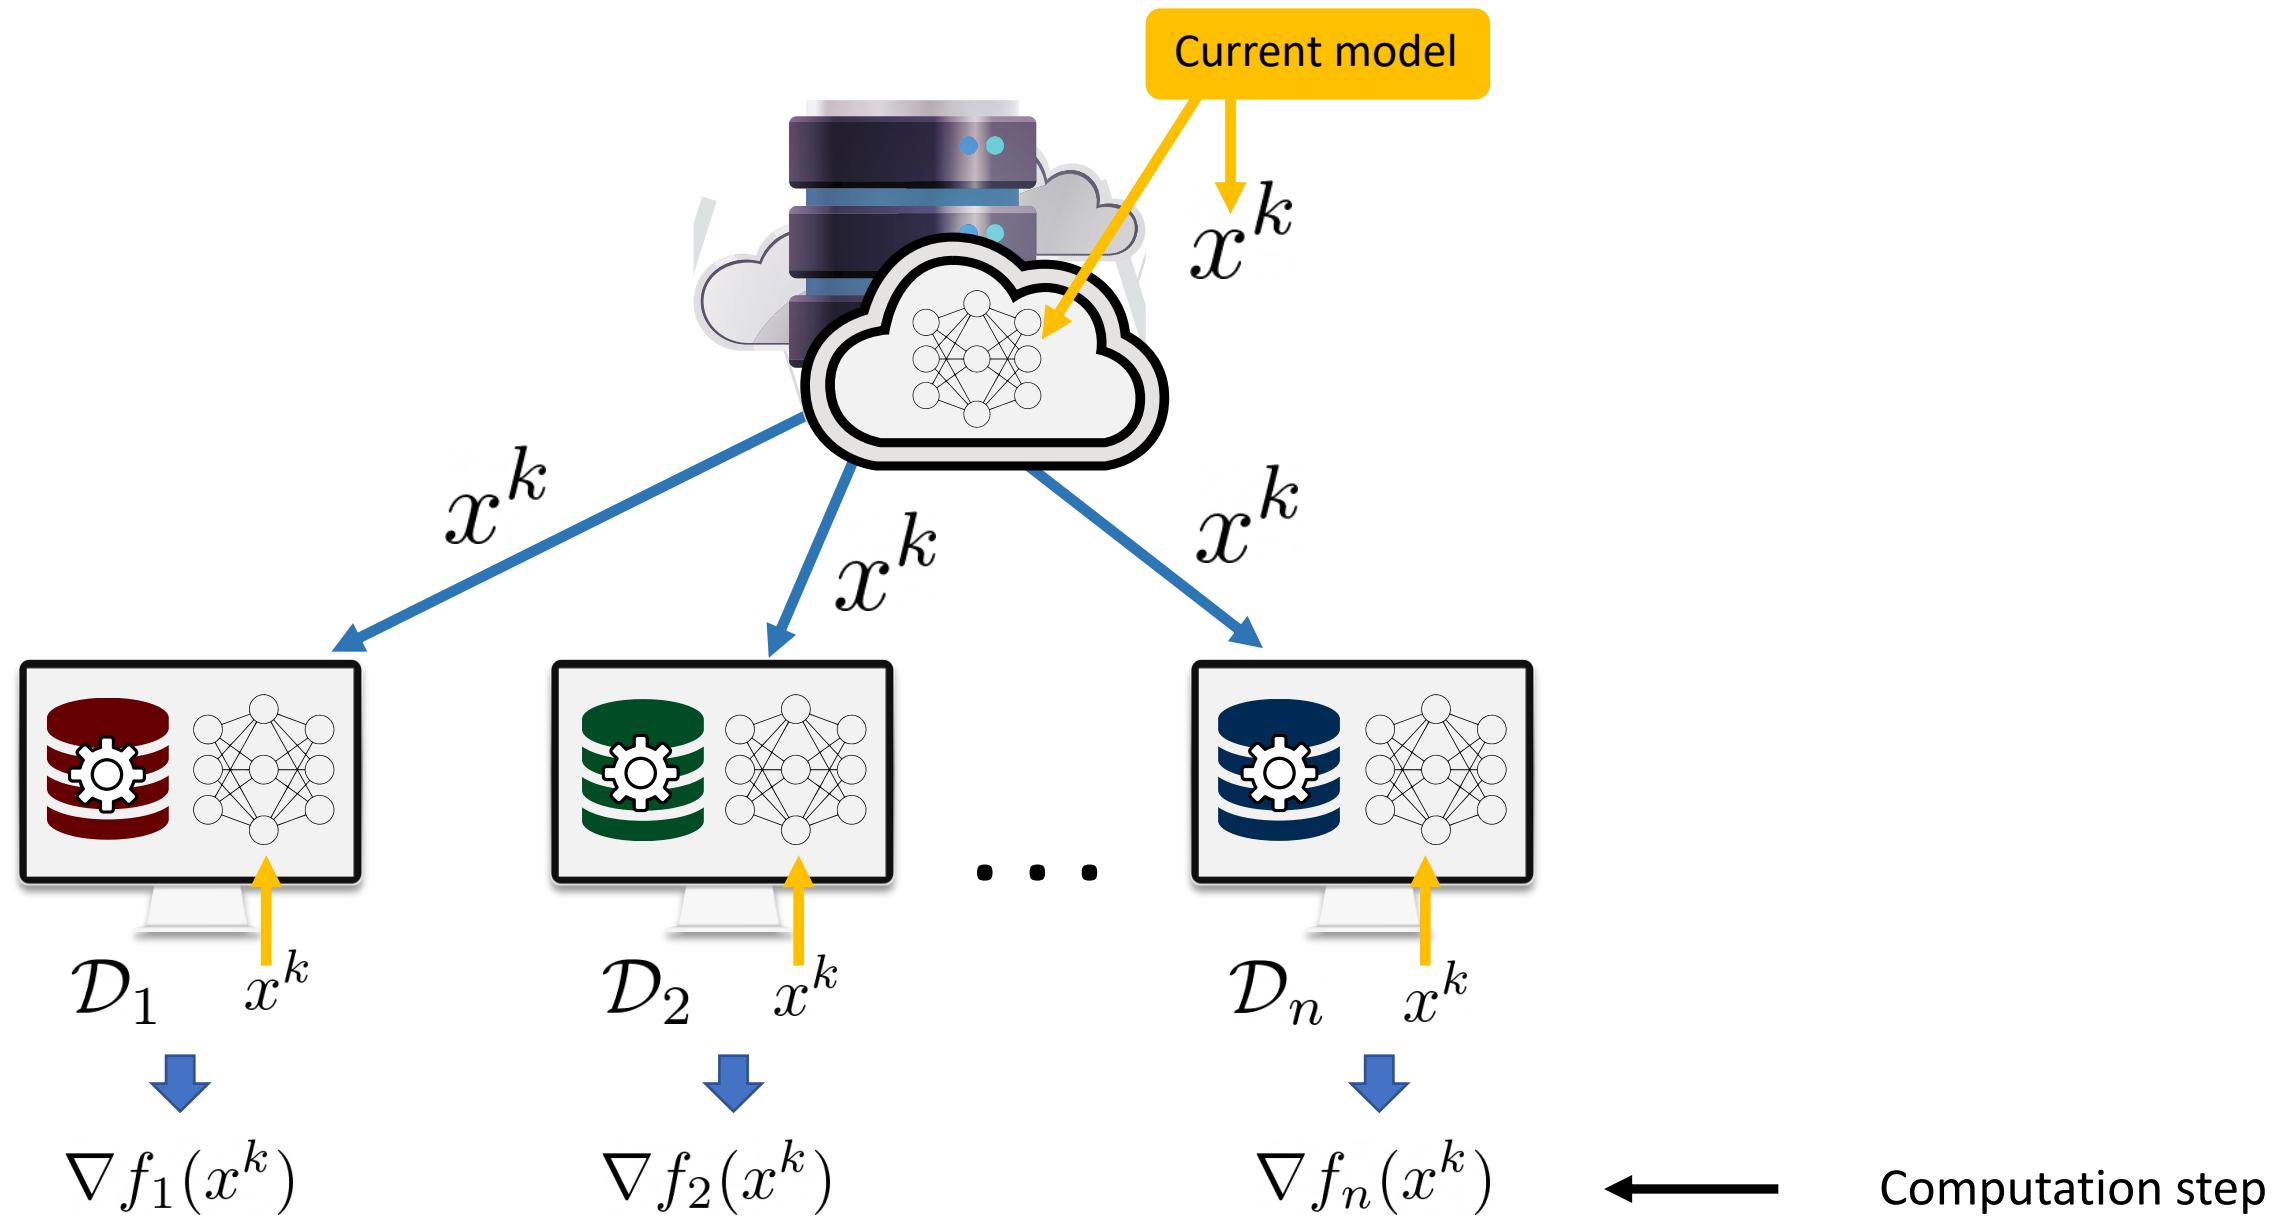 Current model
x^k
x^k
x^k
x^k
. . .
𝒟_1 x^k 𝒟_2 x^k 𝒟_n x^k
∇f_1(x^k) ∇f_2(x^k) ∇f_n(x^k) Computation step